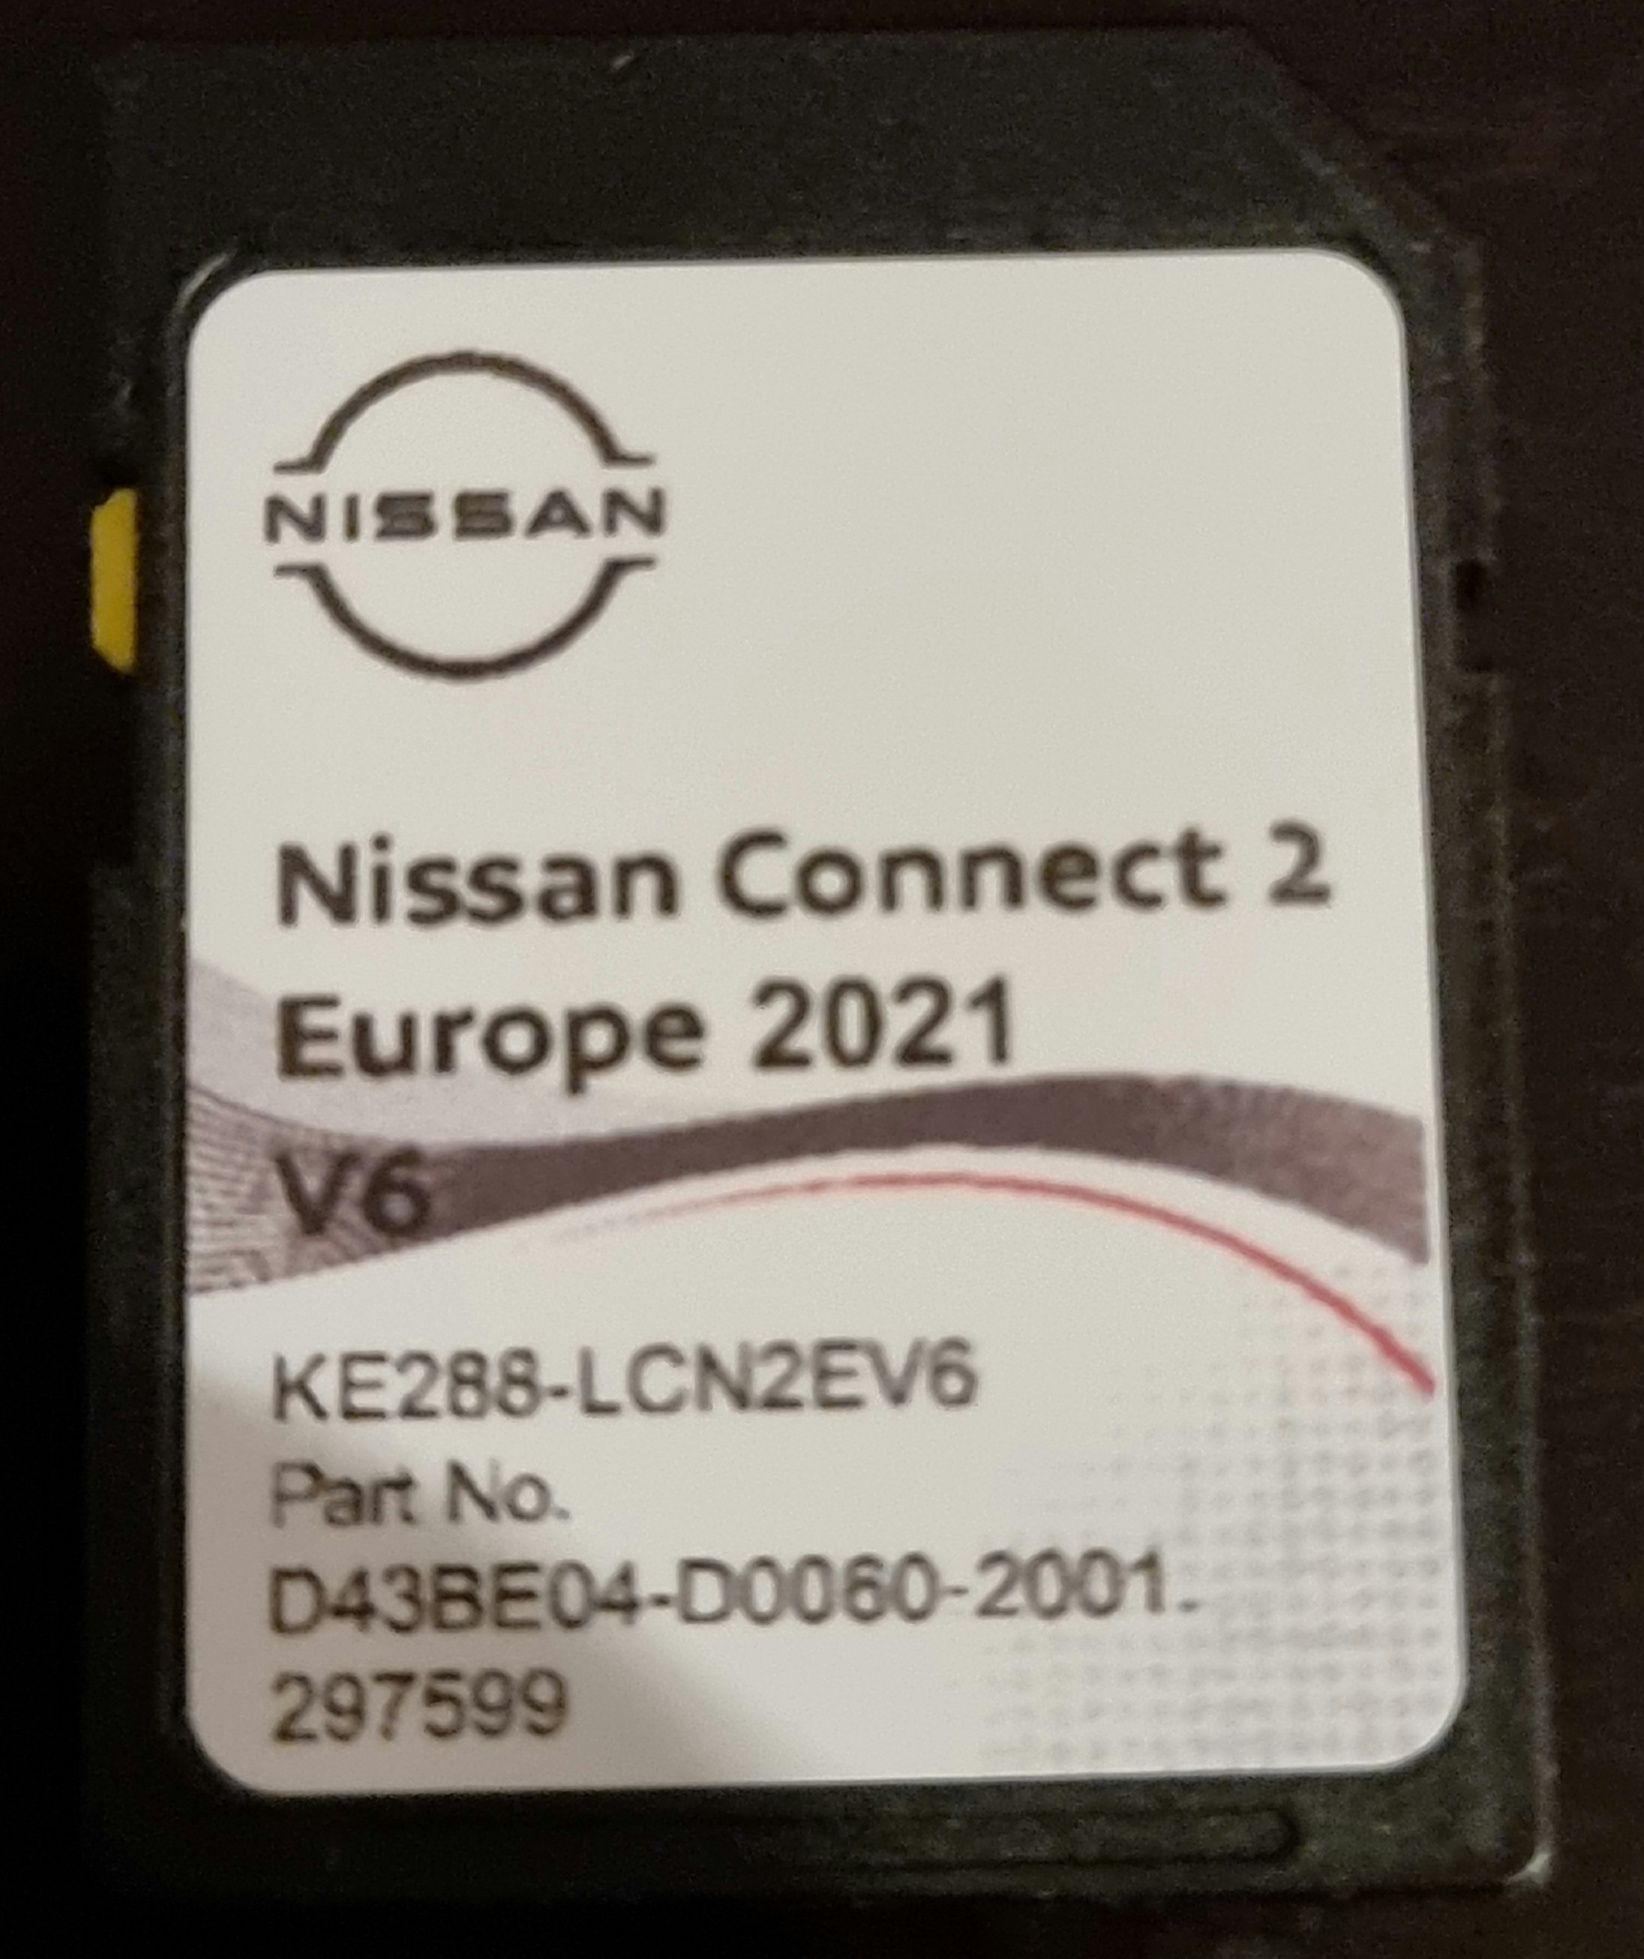 NISSAN
Nissan Connect 2
Europe 2021
V6
KE288-LCN2EV6
Part No.
D43BE04-D0060-2001.
297599